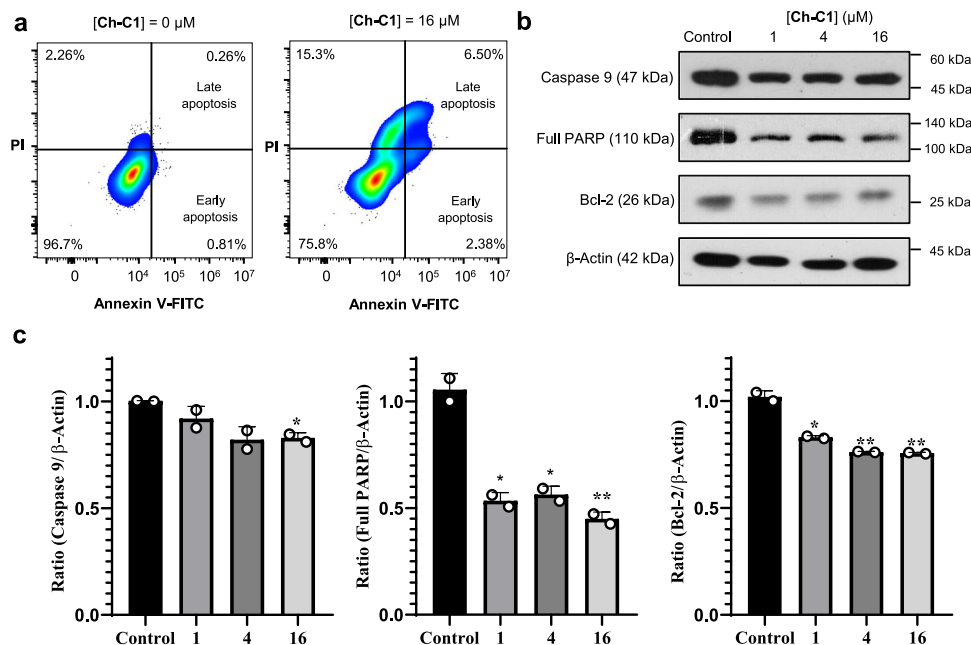 a
[Ch-C1] = 0 μM
2.26%
0.26%
Late
apoptosis
PI
Early
apoptosis
96.7%
0.81%
0 10⁴ 10⁵ 10⁶ 10⁷
Annexin V-FITC
[Ch-C1] = 16 μM
15.3%
6.50%
Late
apoptosis
PI
Early
apoptosis
75.8%
2.38%
0 10⁴ 10⁵ 10⁶ 10⁷
Annexin V-FITC
b
[Ch-C1] (μM)
Control 1 4 16
Caspase 9 (47 kDa)
60 kDa
45 kDa
Full PARP (110 kDa)
140 kDa
100 kDa
Bcl-2 (26 kDa)
25 kDa
β-Actin (42 kDa)
45 kDa
c
Ratio (Caspase 9/β-Actin)
1.0
0.5
0.0
*
Control 1 4 16
Ratio (Full PARP/β-Actin)
1.0
0.5
0.0
* * **
Control 1 4 16
Ratio (Bcl-2/β-Actin)
1.0
0.5
0.0
* ** **
Control 1 4 16